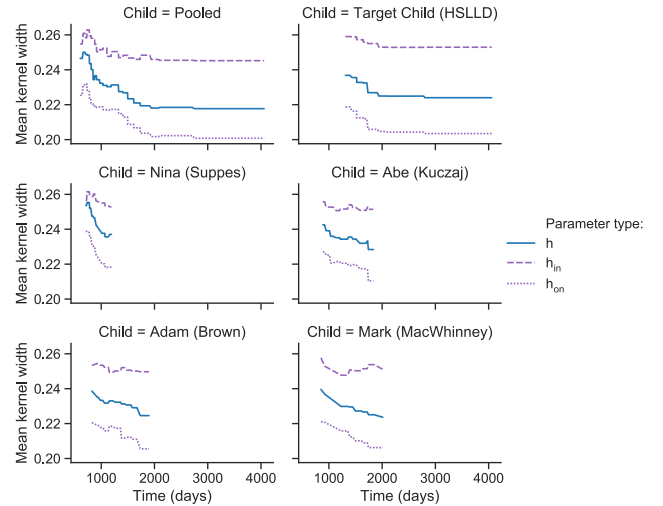 Child = Pooled
Child = Target Child (HSLLD)
Mean kernel width
0.26
0.24
0.22
0.20
Child = Nina (Suppes)
Child = Abe (Kuczaj)
Mean kernel width
0.26
0.24
0.22
0.20
Parameter type:
h
h_in
h_on
Child = Adam (Brown)
Child = Mark (MacWhinney)
Mean kernel width
0.26
0.24
0.22
0.20
1000 2000 3000 4000
1000 2000 3000 4000
Time (days)
Time (days)